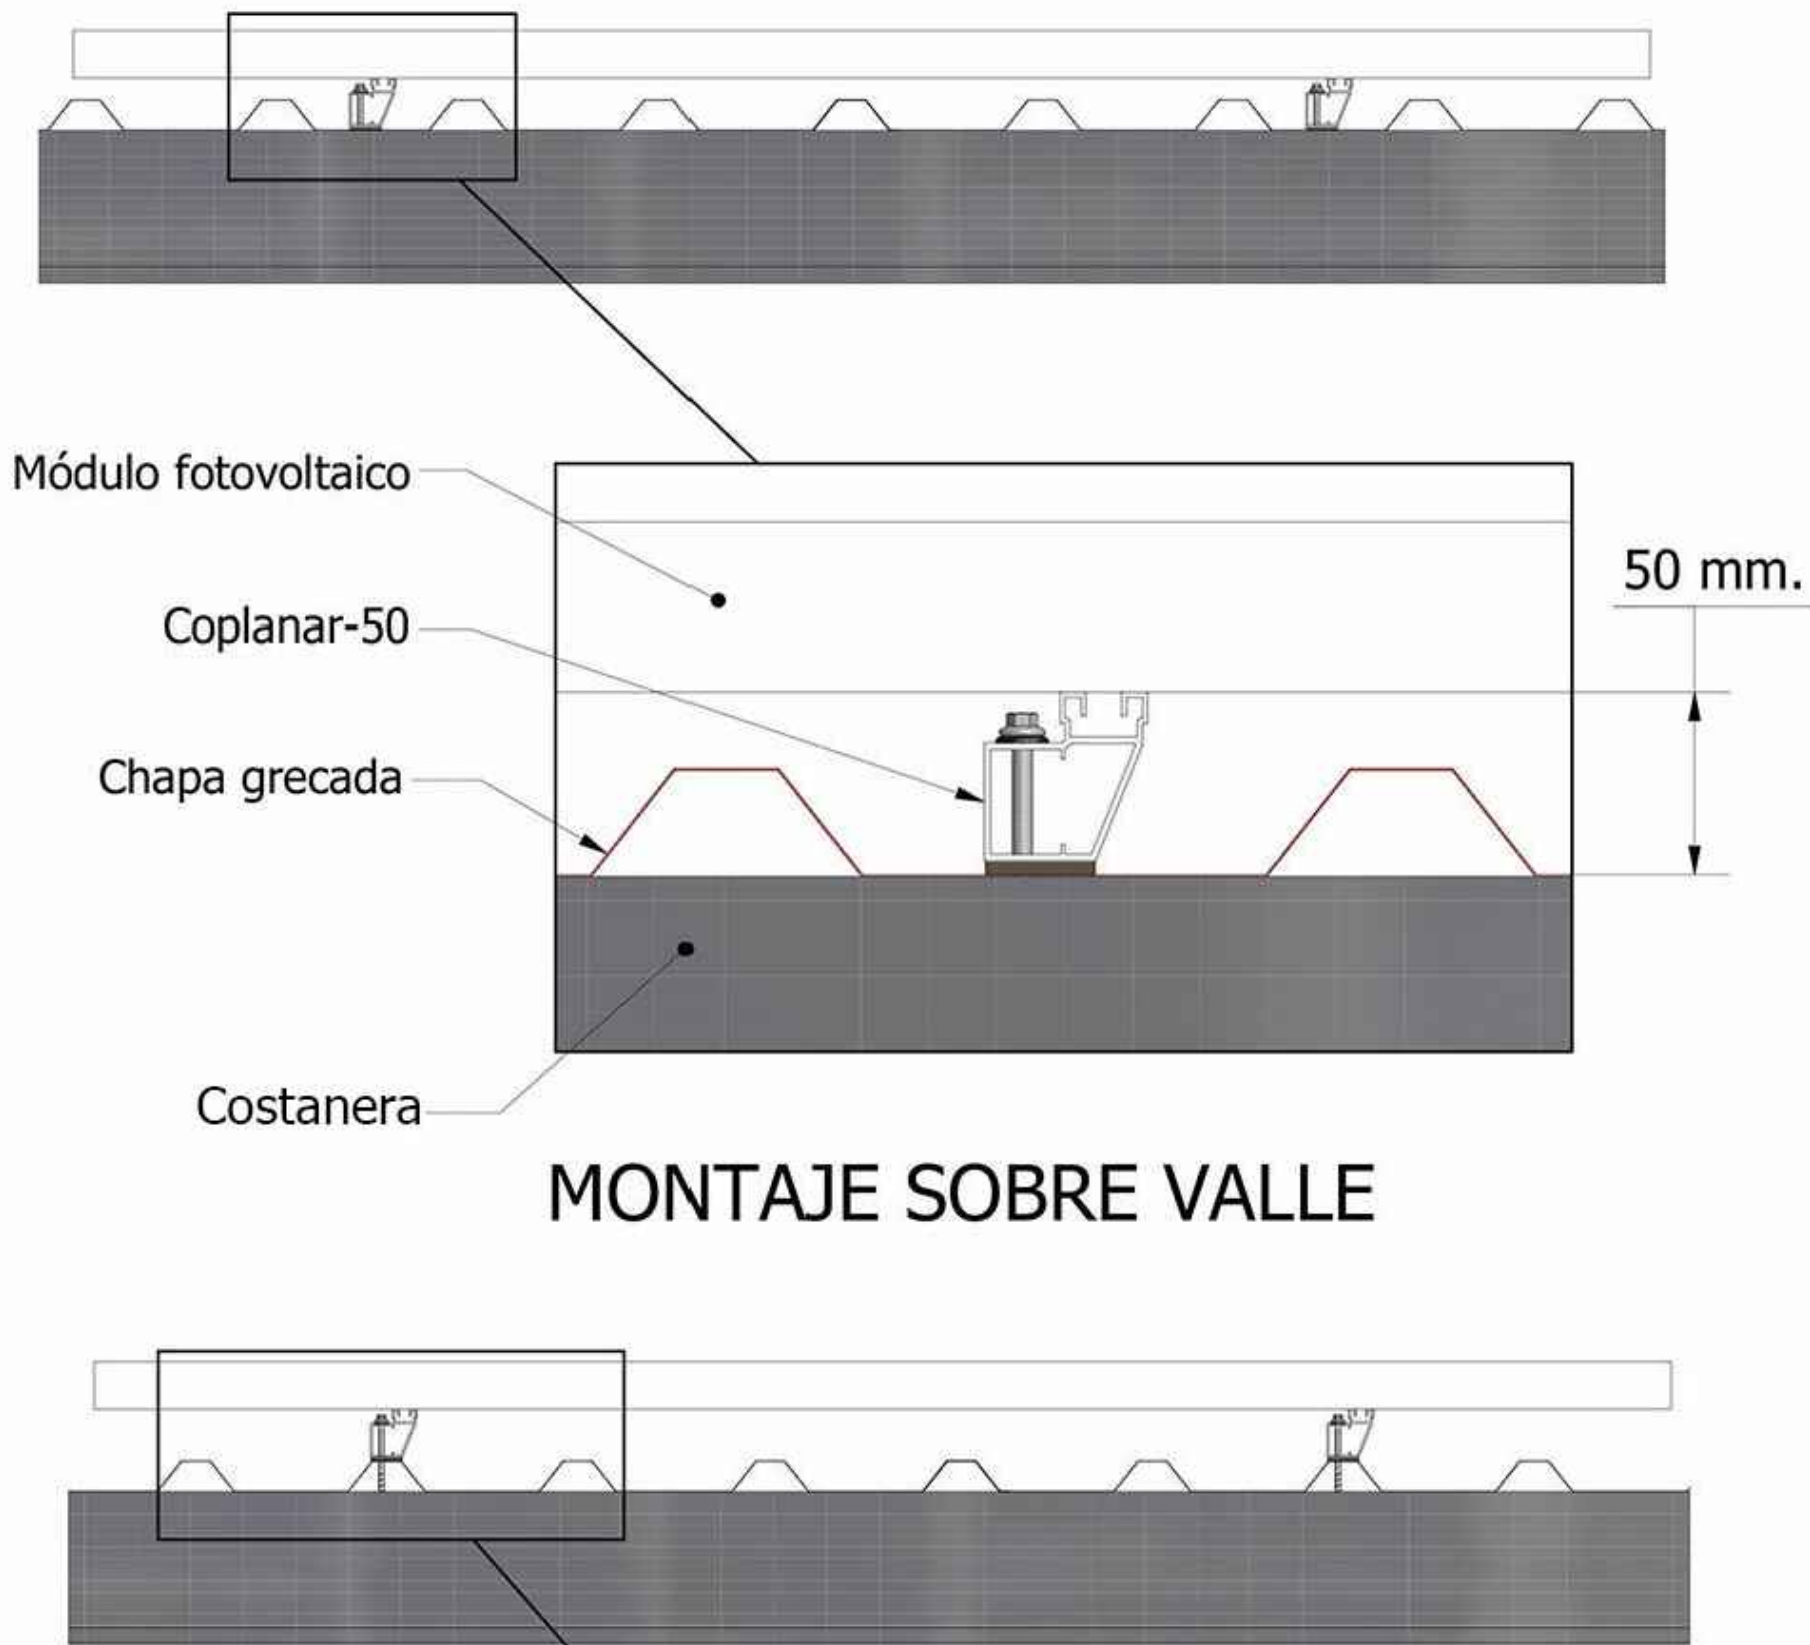 Módulo fotovoltaico
50 mm.
Coplanar-50
Chapa grecada
Costanera
MONTAJE SOBRE VALLE